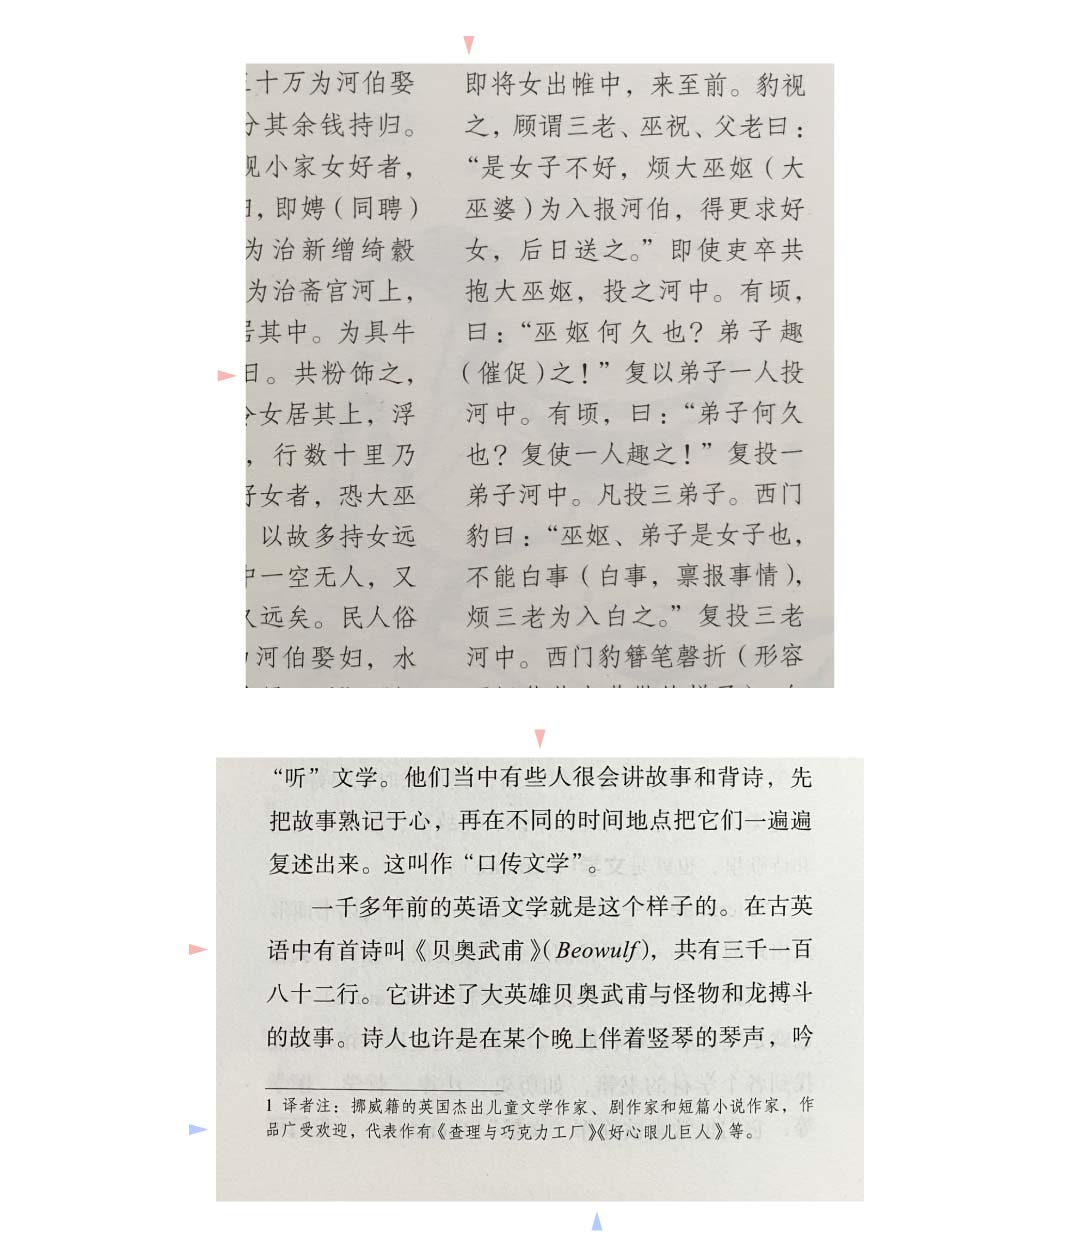 十万为河伯娶
其余钱持归。
小家女好者，
，即娉（同聘）
为治新缯绮縠
为治斋宫河上，
居其中。为具牛
日。共粉饰之，
令女居其上，浮
，行数十里乃
好女者，恐大巫
以故多持女远
中一空无人，又
久远矣。民人俗
河伯娶妇，水
即将女出帷中，来至前。豹视
之，顾谓三老、巫祝、父老曰：
“是女子不好，烦大巫妪（大
巫婆）为入报河伯，得更求好
女，后日送之。”即使吏卒共
抱大巫妪，投之河中。有顷，
曰：“巫妪何久也？弟子趣
（催促）之！”复以弟子一人投
河中。有顷，曰：“弟子何久
也？复使一人趣之！”复投一
弟子河中。凡投三弟子。西门
豹曰：“巫妪、弟子是女子也，
不能白事（白事，禀报事情），
烦三老为入白之。”复投三老
河中。西门豹簪笔磬折（形容
“听”文学。他们当中有些人很会讲故事和背诗，先
把故事熟记于心，再在不同的时间地点把它们一遍遍
复述出来。这叫作“口传文学”。
一千多年前的英语文学就是这个样子的。在古英
语中有首诗叫《贝奥武甫》(Beowulf)，共有三千一百
八十二行。它讲述了大英雄贝奥武甫与怪物和龙搏斗
的故事。诗人也许是在某个晚上伴着竖琴的琴声，吟
1 译者注：挪威籍的英国杰出儿童文学作家、剧作家和短篇小说作家，作
品广受欢迎，代表作有《查理与巧克力工厂》《好心眼儿巨人》等。